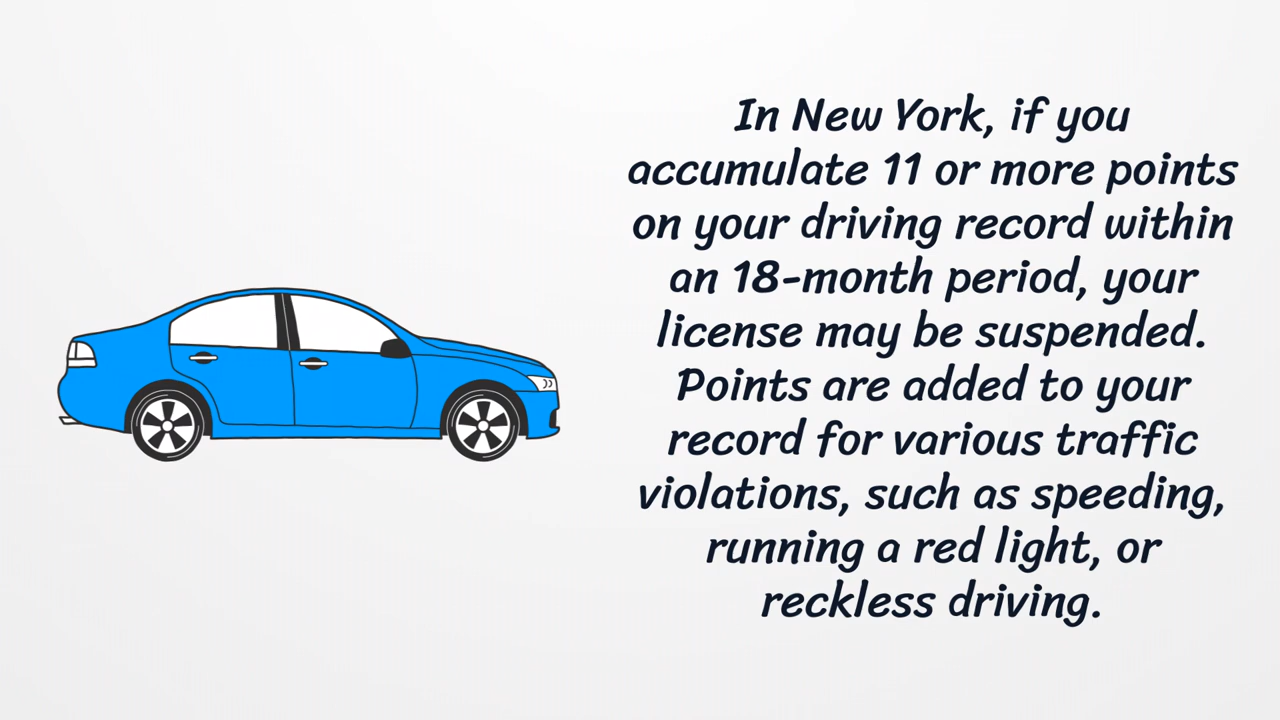 In New York, if you
accumulate 11 or more points
on your driving record within
an 18-month period, your
license may be suspended.
Points are added to your
record for various traffic
violations, such as speeding,
running a red light, or
reckless driving.